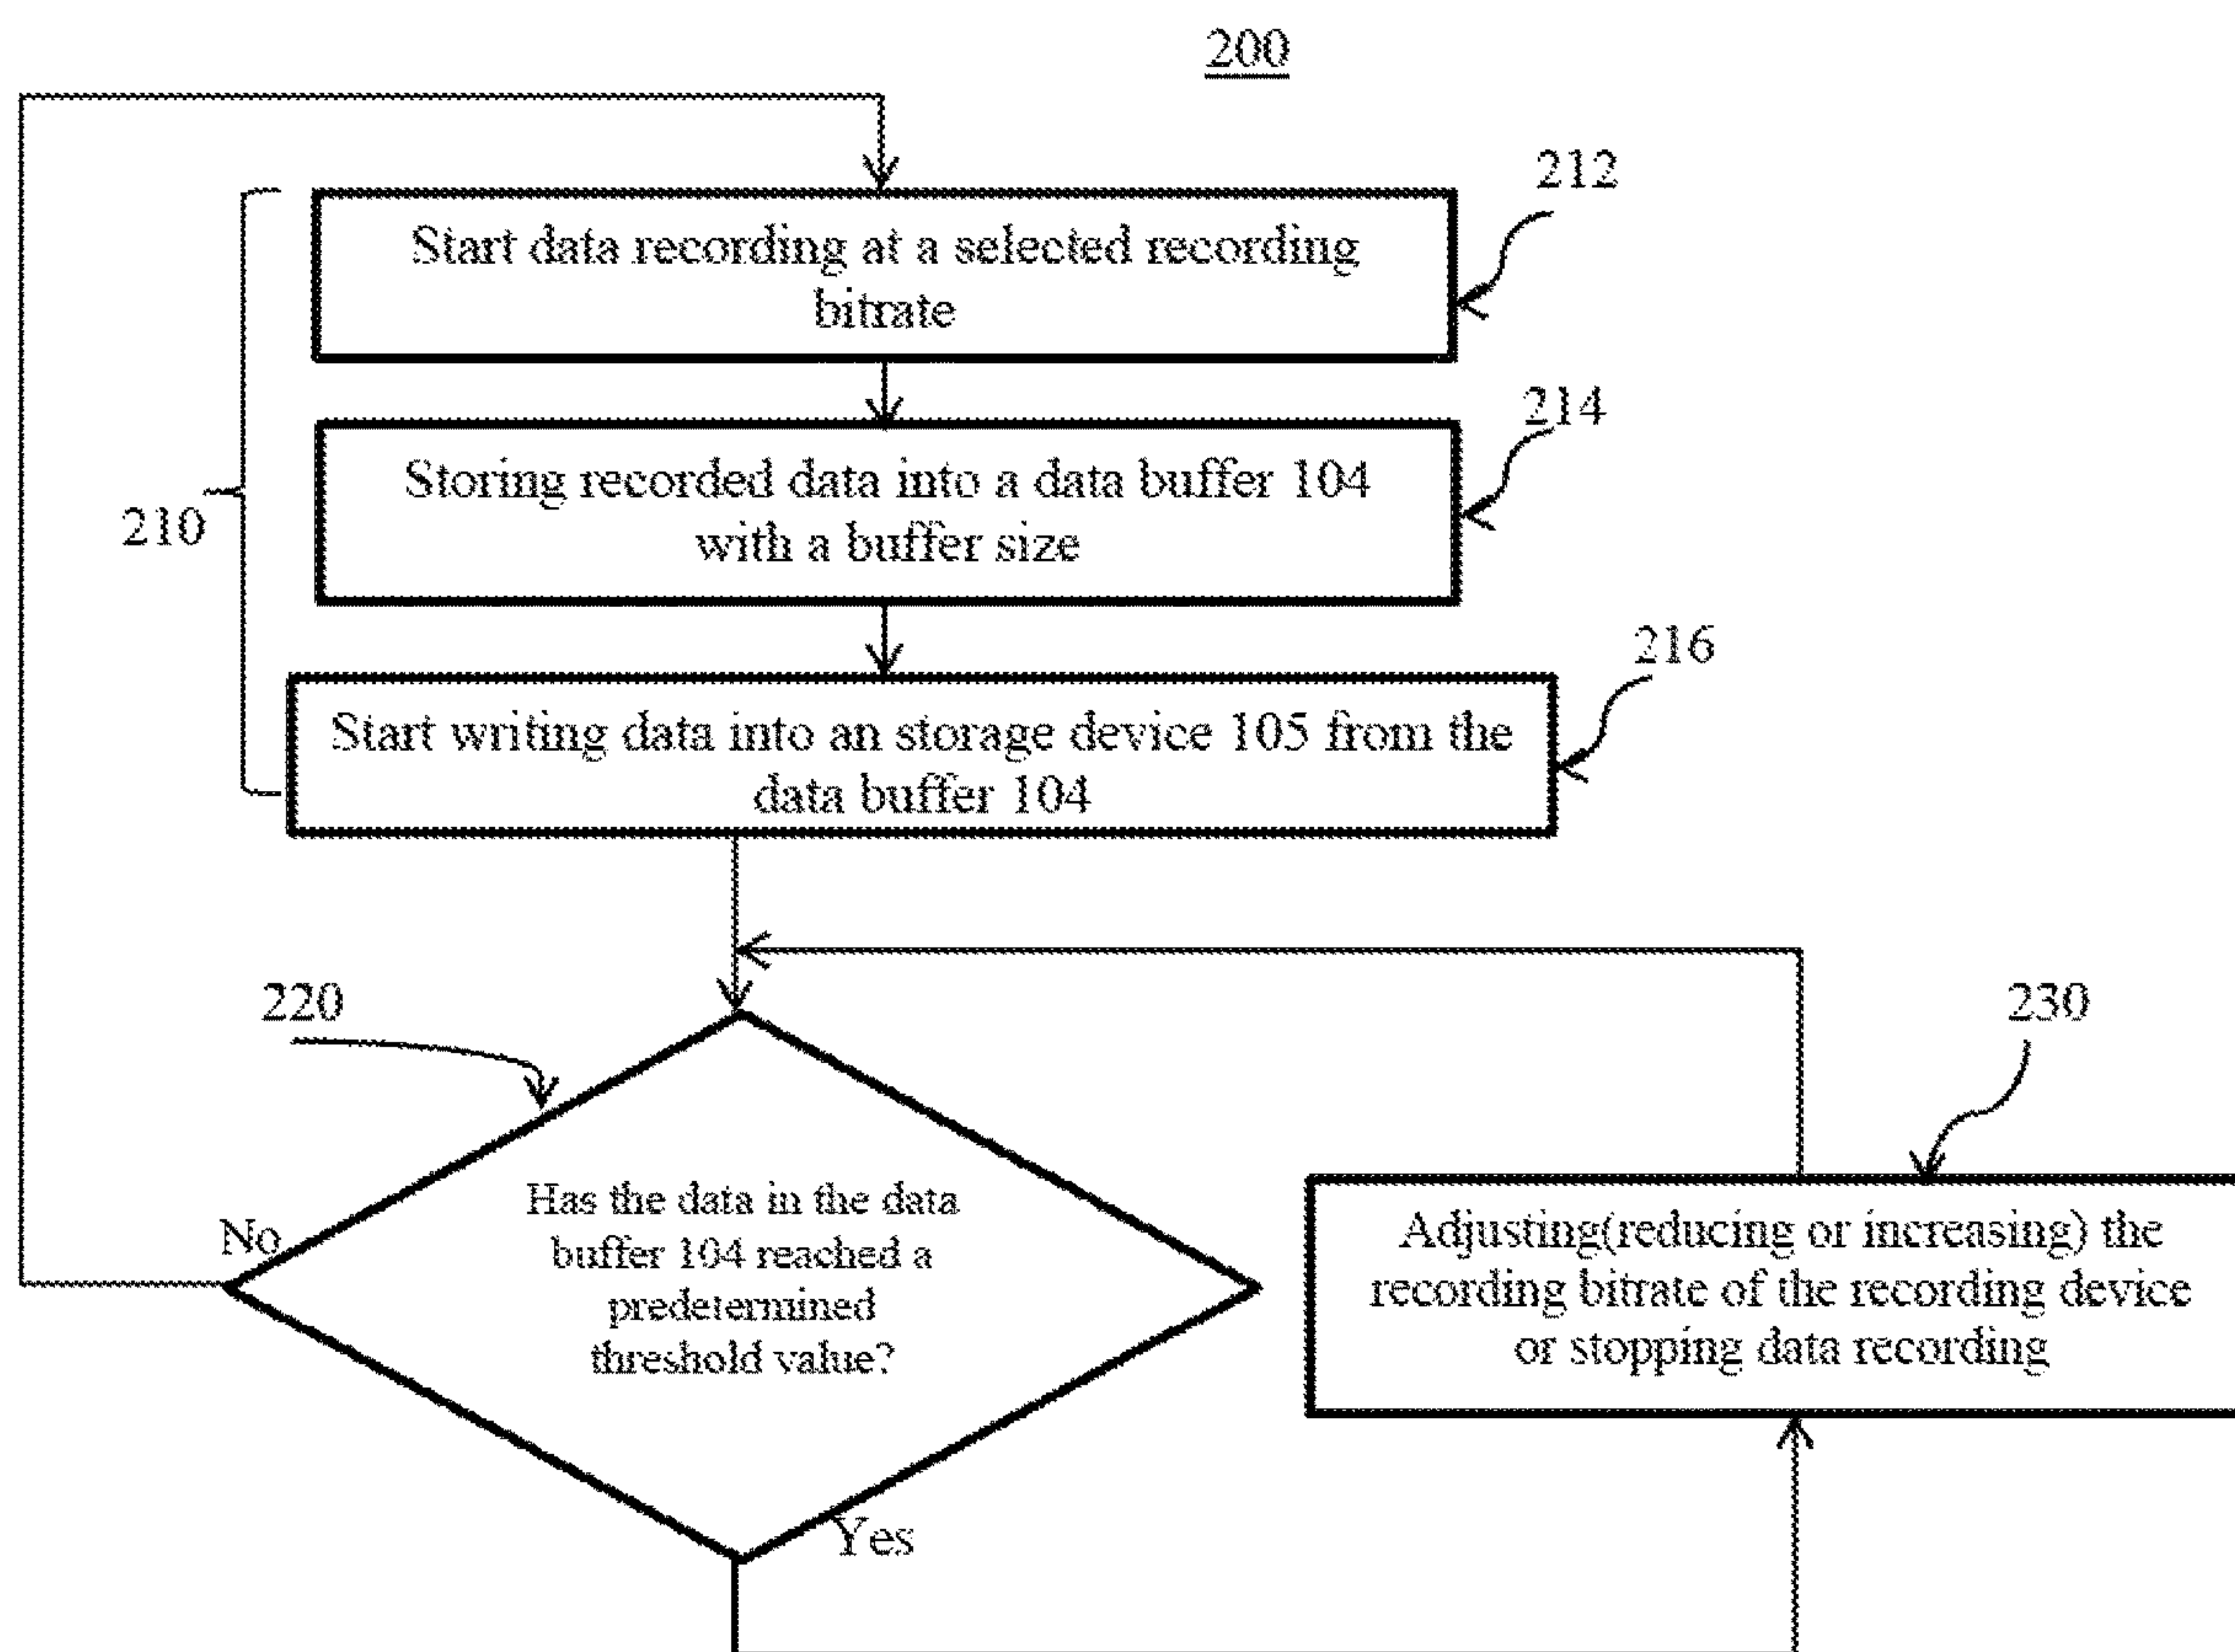 200
212
Start data recording at a selected recording
bitrate
214
Storing recorded data into a data buffer 104
with a buffer size
210
216
Start writing data into an storage device 105 from the
data buffer 104
220
230
Has the data in the data
buffer 104 reached a
predetermined
threshold value?
No
Adjusting(reducing or increasing) the
recording bitrate of the recording device
or stopping data recording
Yes